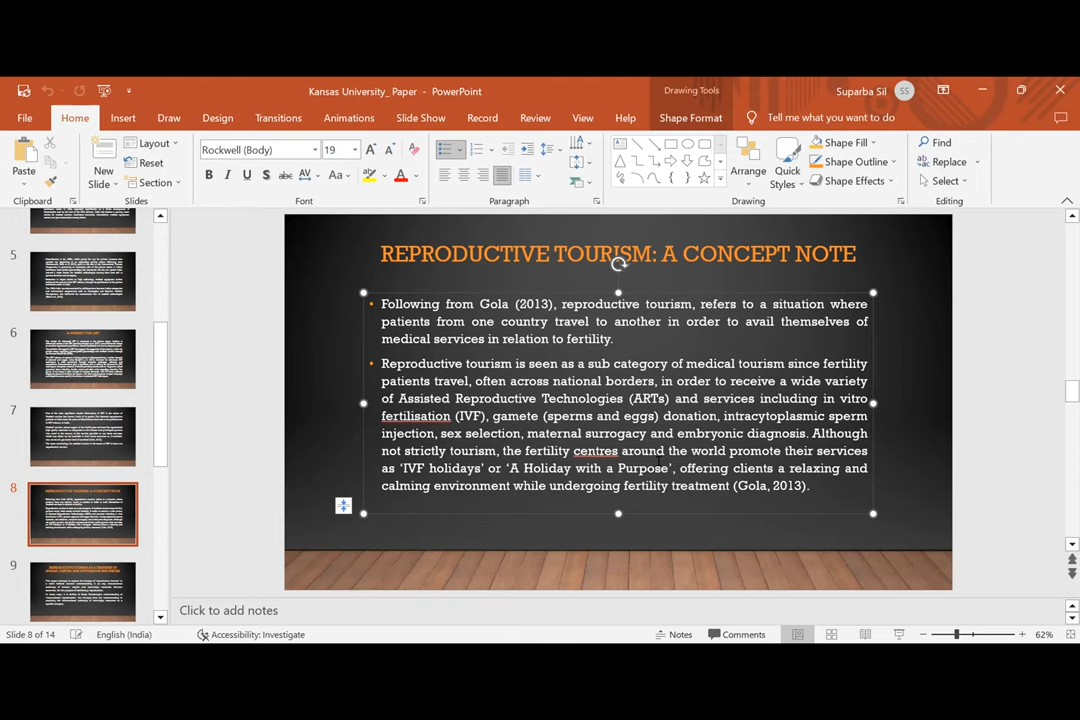 Kansas University_ Paper - PowerPoint
Drawing Tools
Suparba Sil
SS
File Home Insert Draw Design Transitions Animations Slide Show Record Review View Help Shape Format Tell me what you want to do
Paste
Clipboard
New
Slide
Layout
Reset
Section
Slides
Rockwell (Body)
19
B I U S abc AV Aa A A
Font
Paragraph
Arrange
Quick
Styles
Shape Fill
Shape Outline
Shape Effects
Drawing
Find
Replace
Select
Editing
5
6
7
8
9
REPRODUCTIVE TOURISM: A CONCEPT NOTE
• Following from Gola (2013), reproductive tourism, refers to a situation where
patients from one country travel to another in order to avail themselves of
medical services in relation to fertility.
• Reproductive tourism is seen as a sub category of medical tourism since fertility
patients travel, often across national borders, in order to receive a wide variety
of Assisted Reproductive Technologies (ARTs) and services including in vitro
fertilisation (IVF), gamete (sperms and eggs) donation, intracytoplasmic sperm
injection, sex selection, maternal surrogacy and embryonic diagnosis. Although
not strictly tourism, the fertility centres around the world promote their services
as ‘IVF holidays’ or ‘A Holiday with a Purpose’, offering clients a relaxing and
calming environment while undergoing fertility treatment (Gola, 2013).
Click to add notes
Slide 8 of 14 English (India) Accessibility: Investigate Notes Comments 62%